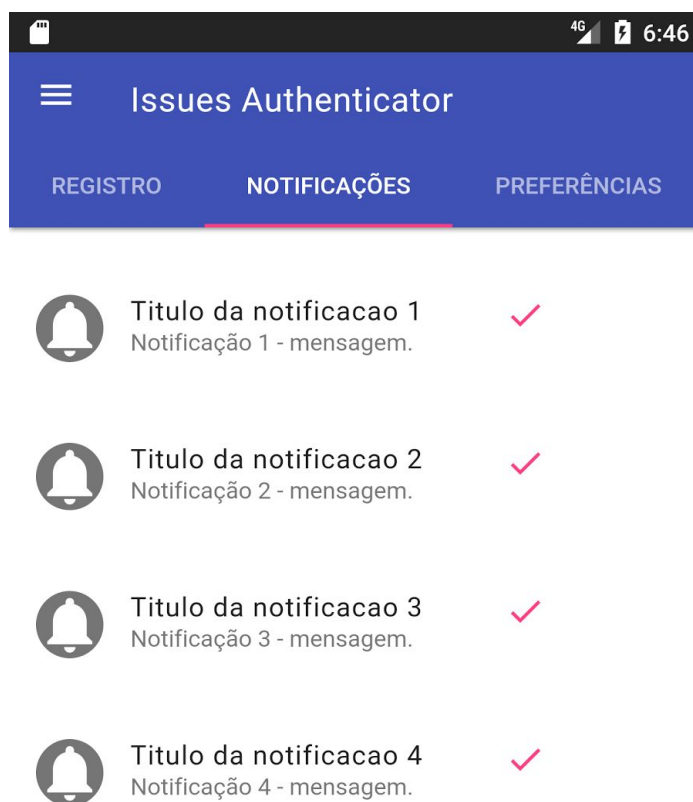 4G 6:46
Issues Authenticator
REGISTRO NOTIFICAÇÕES PREFERÊNCIAS
Titulo da notificacao 1
Notificação 1 - mensagem.
Titulo da notificacao 2
Notificação 2 - mensagem.
Titulo da notificacao 3
Notificação 3 - mensagem.
Titulo da notificacao 4
Notificação 4 - mensagem.